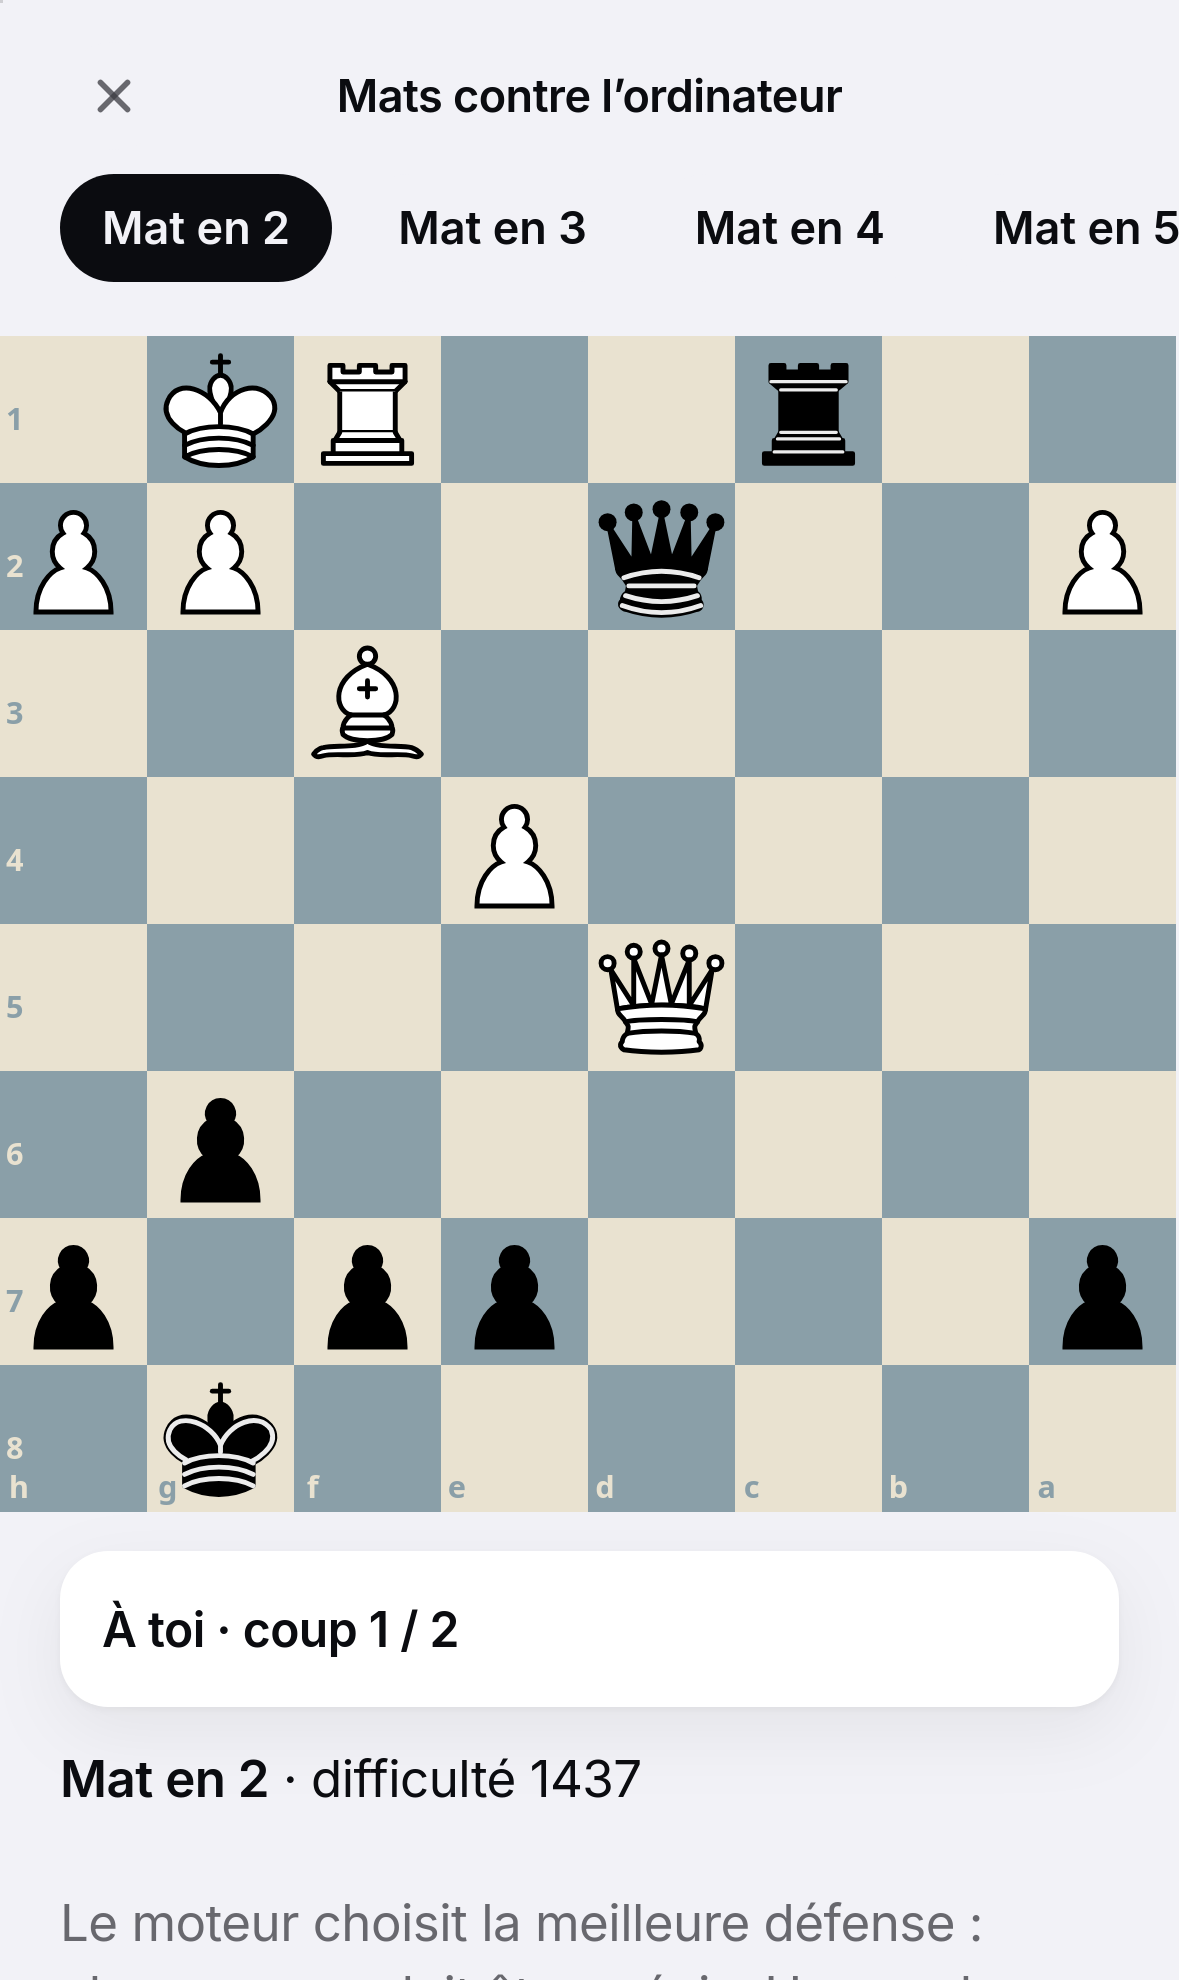 Mats contre l’ordinateur
Mat en 2 Mat en 3 Mat en 4 Mat en 5
1
2
3
4
5
6
7
8
h g f e d c b a
À toi · coup 1 / 2
Mat en 2 · difficulté 1437
Le moteur choisit la meilleure défense :